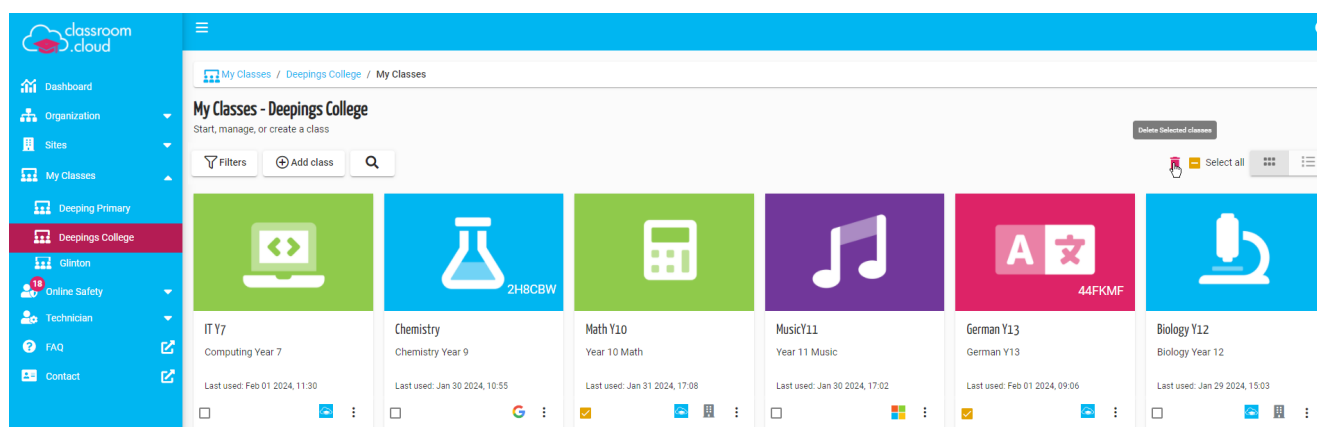 classroom
.cloud
Dashboard
Organization
Sites
My Classes
Deeping Primary
Deepings College
Glinton
18
Online Safety
Technician
FAQ
Contact
My Classes / Deepings College / My Classes
My Classes - Deepings College
Start, manage, or create a class
Delete Selected classes
Filters
Add class
Select all
2H8CBW
A 文
44FKMF
IT Y7
Computing Year 7
Last used: Feb 01 2024, 11:30
Chemistry
Chemistry Year 9
Last used: Jan 30 2024, 10:55
G
Math Y10
Year 10 Math
Last used: Jan 31 2024, 17:08
MusicY11
Year 11 Music
Last used: Jan 30 2024, 17:02
German Y13
German Y13
Last used: Feb 01 2024, 09:06
Biology Y12
Biology Year 12
Last used: Jan 29 2024, 15:03